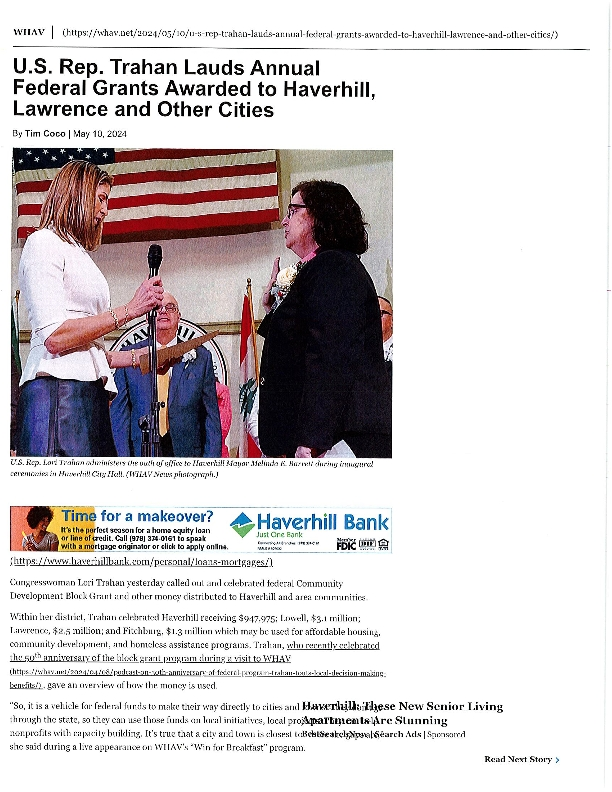 WHAV | (https://whav.net/2024/05/10/u-s-rep-trahan-lauds-annual-federal-grants-awarded-to-haverhill-lawrence-and-other-cities/)
U.S. Rep. Trahan Lauds Annual
Federal Grants Awarded to Haverhill,
Lawrence and Other Cities
By Tim Coco | May 10, 2024
U.S. Rep. Lori Trahan administers the oath of office to Haverhill Mayor Melinda E. Barrett during inaugural
ceremonies in Haverhill City Hall. (WHAV News photograph.)
Time for a makeover?
It's the perfect season for a home equity loan
or line of credit. Call (978) 374-0161 to speak
with a mortgage originator or click to apply online.
Haverhill Bank
Just One Bank
Member
FDIC
(https://www.haverhillbank.com/personal/loans-mortgages/)
Congresswoman Lori Trahan yesterday called out and celebrated federal Community
Development Block Grant and other money distributed to Haverhill and area communities.
Within her district, Trahan celebrated Haverhill receiving $947,975; Lowell, $3.1 million;
Lawrence, $2.5 million; and Fitchburg, $1.3 million which may be used for affordable housing,
community development, and homeless assistance programs. Trahan, who recently celebrated
the 50th anniversary of the block grant program during a visit to WHAV
(https://whav.net/2024/04/08/podcast-on-50th-anniversary-of-federal-program-trahan-touts-local-decision-making-
benefits/) , gave an overview of how the money is used.
"So, it is a vehicle for federal funds to make their way directly to cities and
through the state, so they can use those funds on local initiatives, local
nonprofits with capacity building. It's true that a city and town is closest to
she said during a live appearance on WHAV's "Win for Breakfast" program.
Haverhill: These New Senior Living
Apartments Are Stunning
BestSearchNow | Search Ads | Sponsored
Read Next Story >